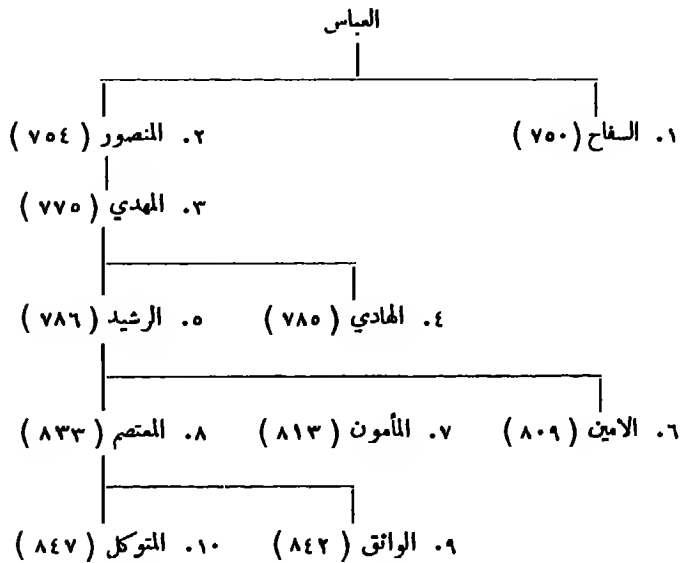 العباس
١. السفاح (٧٥٠) ٢. المنصور (٧٥٤)
٣. المهدي (٧٧٥)
٤. الهادي (٧٨٥) ٥. الرشيد (٧٨٦)
٦. الامين (٨٠٩) ٧. المأمون (٨١٣) ٨. المعتصم (٨٣٣)
٩. الواثق (٨٤٢) ١٠. المتوكل (٨٤٧)